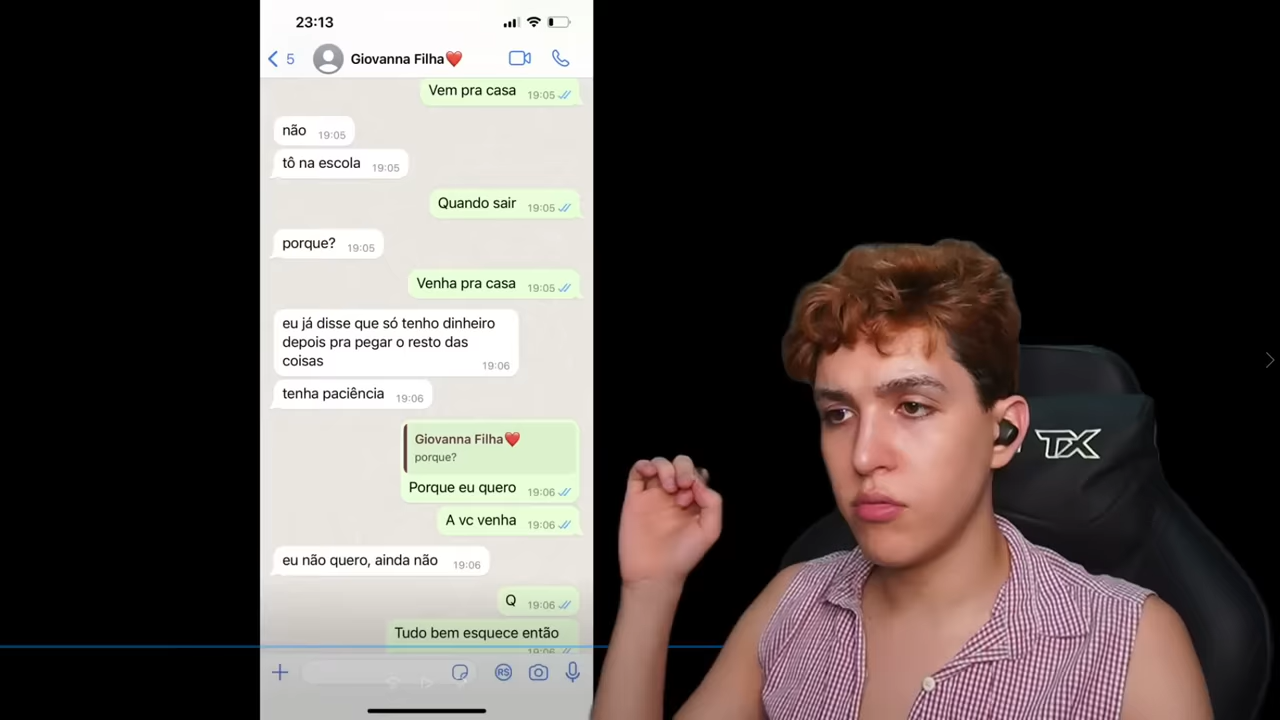 23:13
5
Giovanna Filha❤️
Vem pra casa
19:05
não
19:05
tô na escola
19:05
Quando sair
19:05
porque?
19:05
Venha pra casa
19:05
eu já disse que só tenho dinheiro
depois pra pegar o resto das
coisas
19:06
tenha paciência
19:06
Giovanna Filha❤️
porque?
Porque eu quero
19:06
A vc venha
19:06
eu não quero, ainda não
19:06
Q
19:06
Tudo bem esquece então
19:06
RS
TX